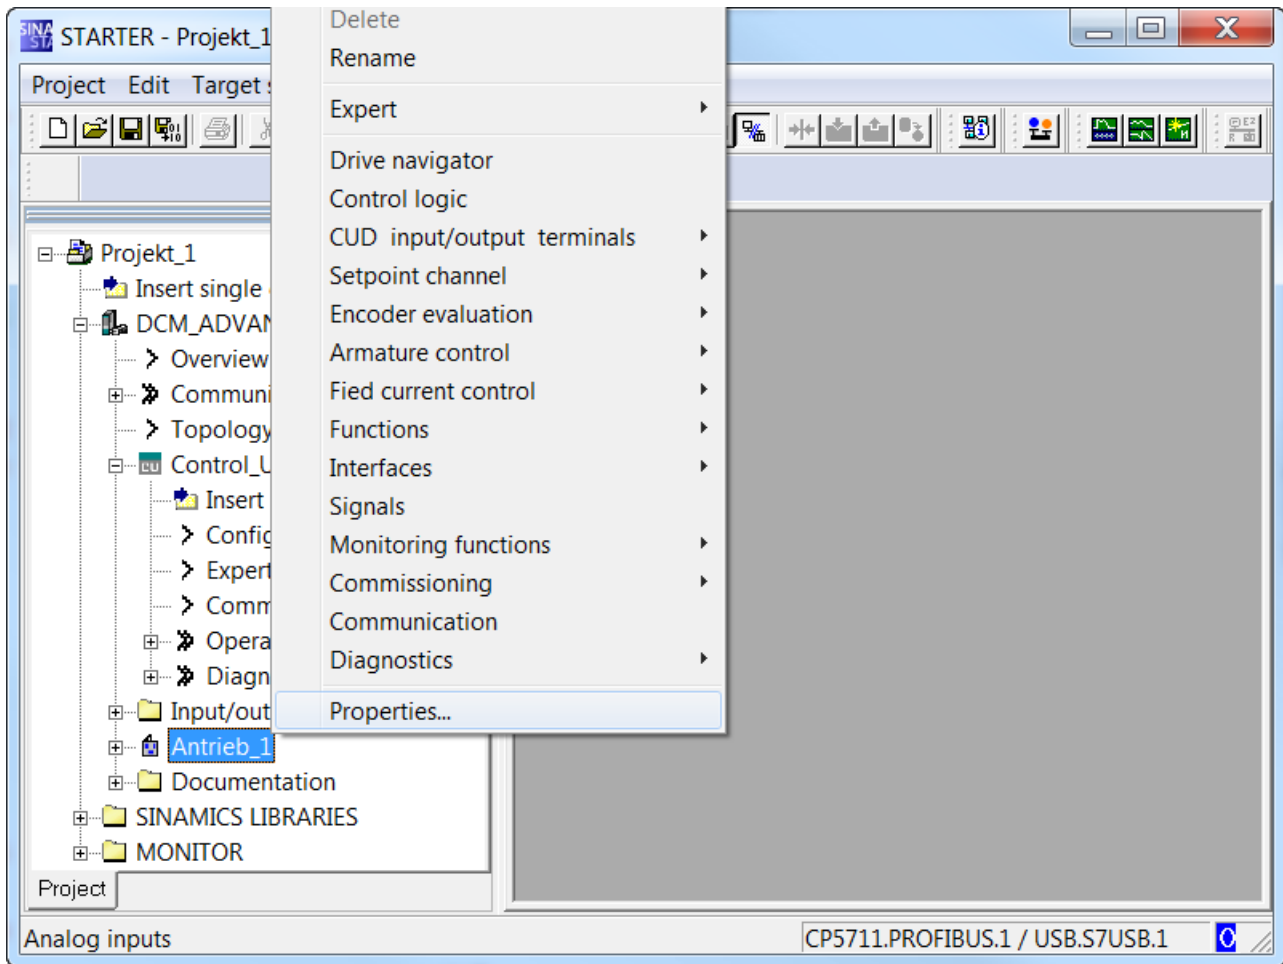 STARTER - Projekt_1
Project Edit Target
Delete
Rename
Expert
Drive navigator
Control logic
CUD input/output terminals
Setpoint channel
Encoder evaluation
Armature control
Fied current control
Functions
Interfaces
Signals
Monitoring functions
Commissioning
Communication
Diagnostics
Properties...
Projekt_1
Insert single
DCM_ADVAN
Overview
Communi
Topology
Control_U
Insert
Config
Expert
Comm
Opera
Diagn
Input/out
Antrieb_1
Documentation
SINAMICS LIBRARIES
MONITOR
Project
Analog inputs
CP5711.PROFIBUS.1 / USB.S7USB.1